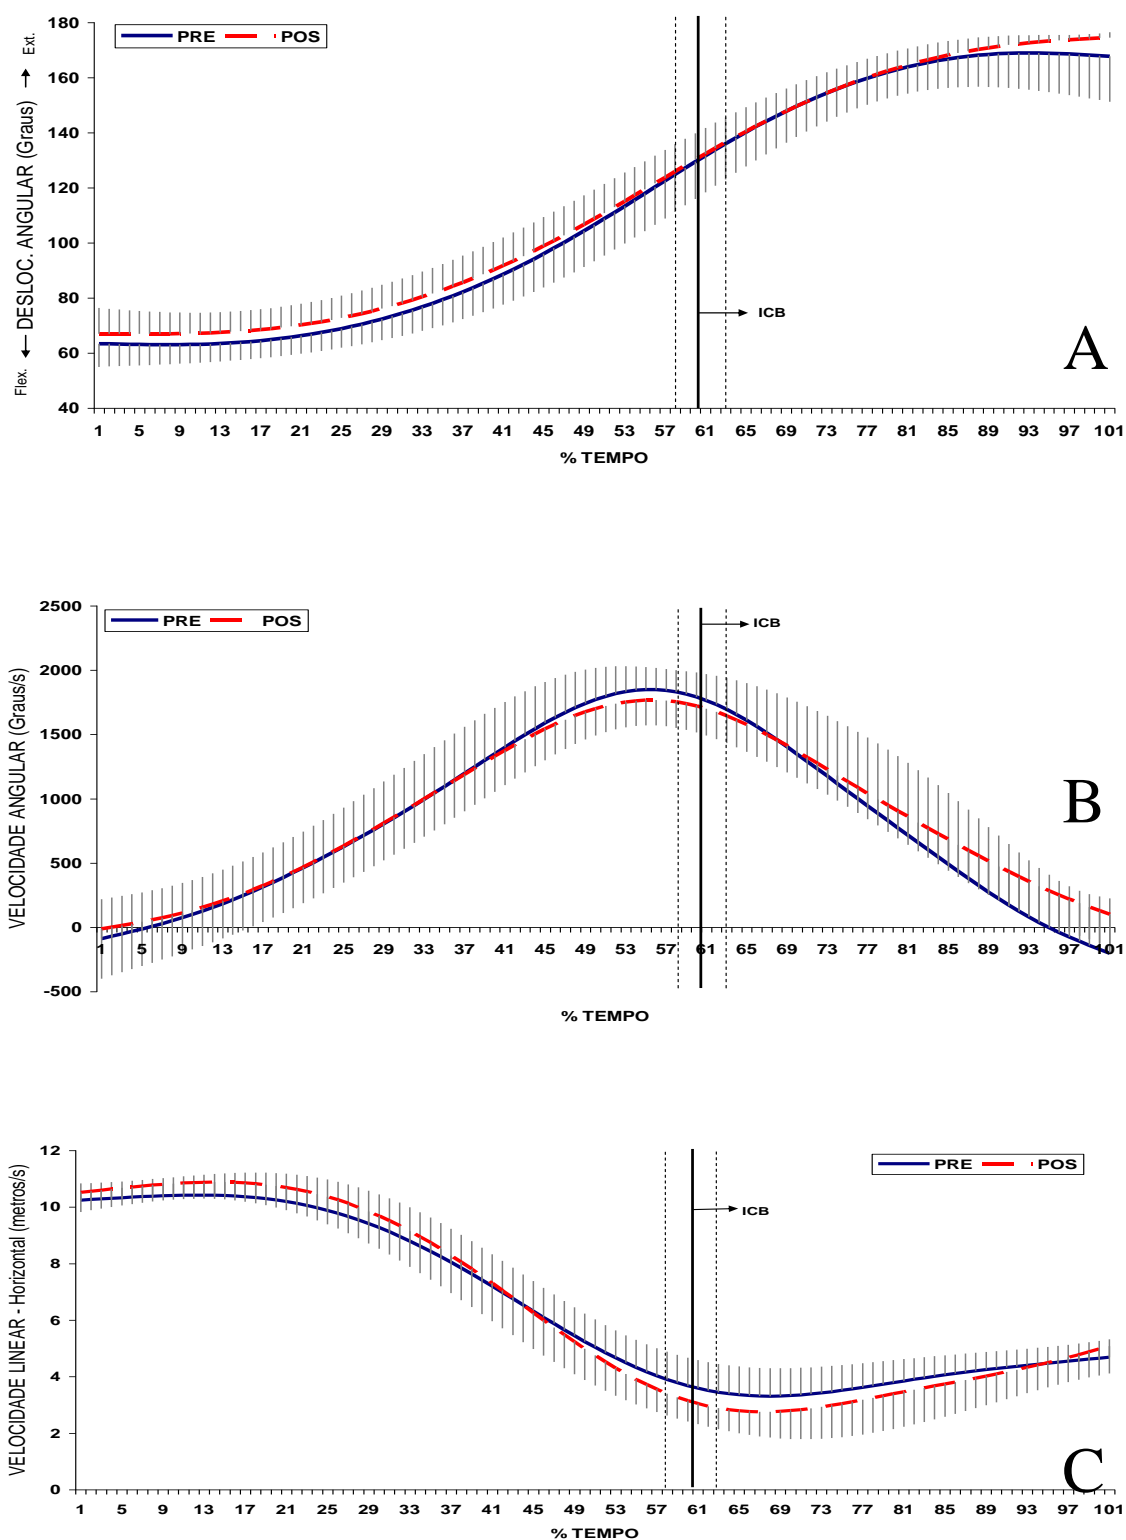 180
160
140
120
100
80
60
40
Flex. ← DESLOC. ANGULAR (Graus) → Ext.
PRE POS
ICB
A
1 5 9 13 17 21 25 29 33 37 41 45 49 53 57 61 65 69 73 77 81 85 89 93 97 101
% TEMPO
2500
2000
1500
1000
500
0
-500
VELOCIDADE ANGULAR (Graus/s)
PRE POS
ICB
B
1 5 9 13 17 21 25 29 33 37 41 45 49 53 57 61 65 69 73 77 81 85 89 93 97 101
% TEMPO
12
10
8
6
4
2
0
VELOCIDADE LINEAR - Horizontal (metros/s)
PRE POS
ICB
C
1 5 9 13 17 21 25 29 33 37 41 45 49 53 57 61 65 69 73 77 81 85 89 93 97 101
% TEMPO